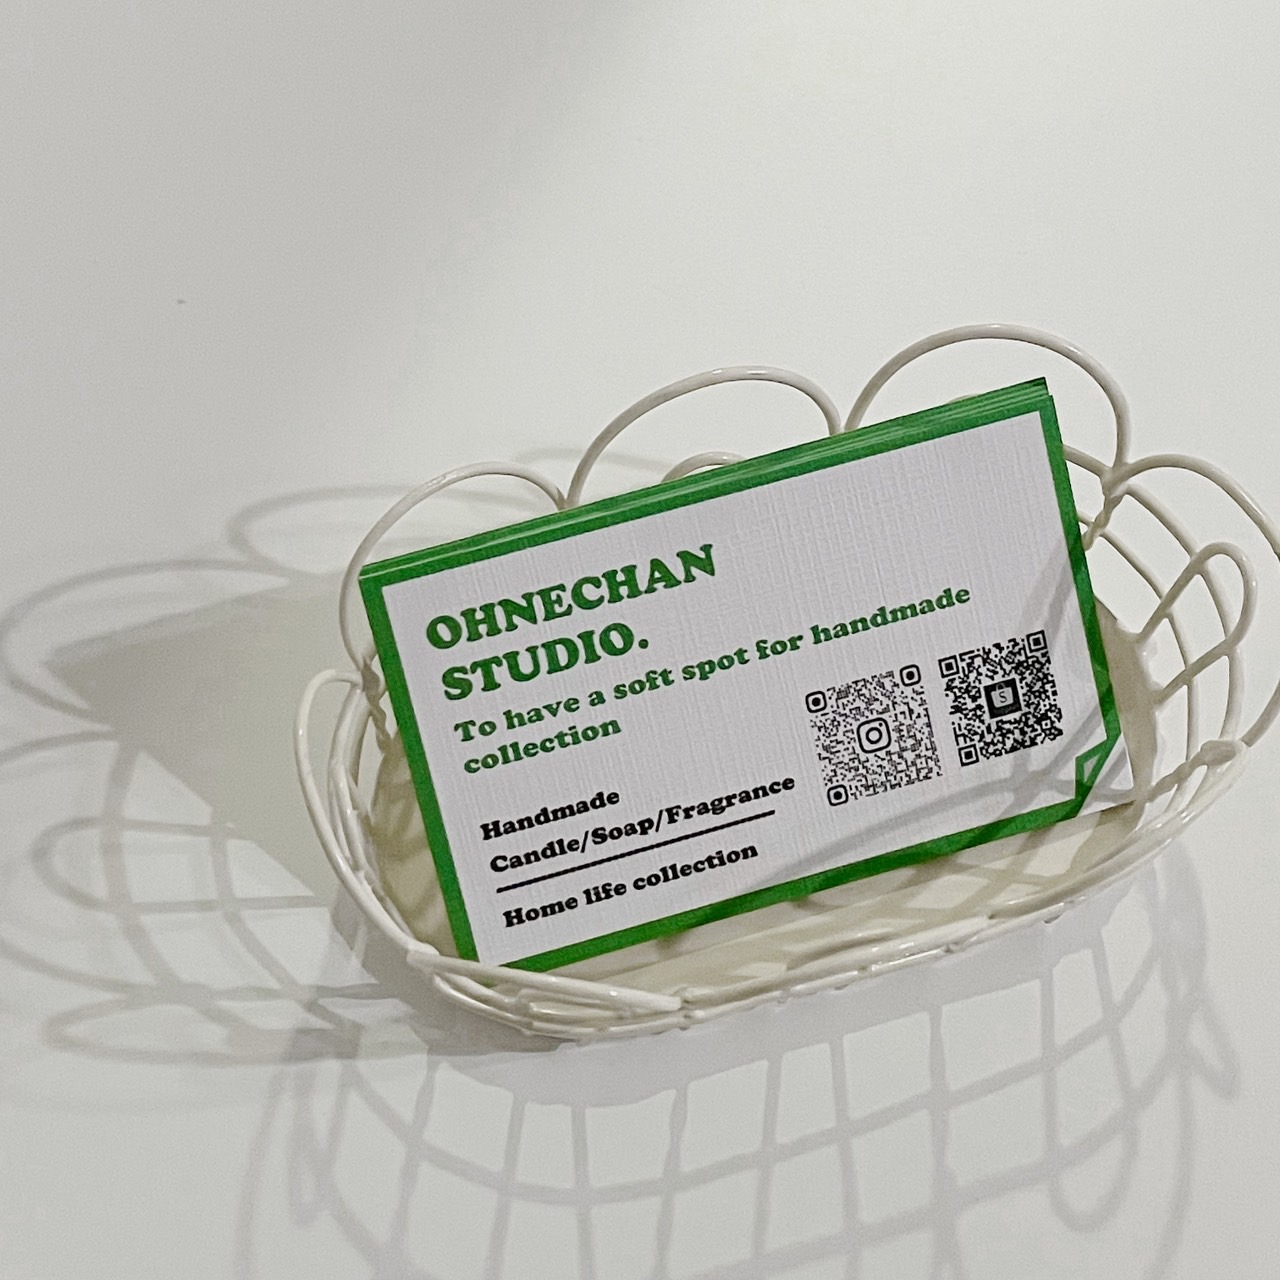 OHNECHAN
STUDIO.
To have a soft spot for handmade
collection
Handmade
Candle/Soap/Fragrance
Home life collection